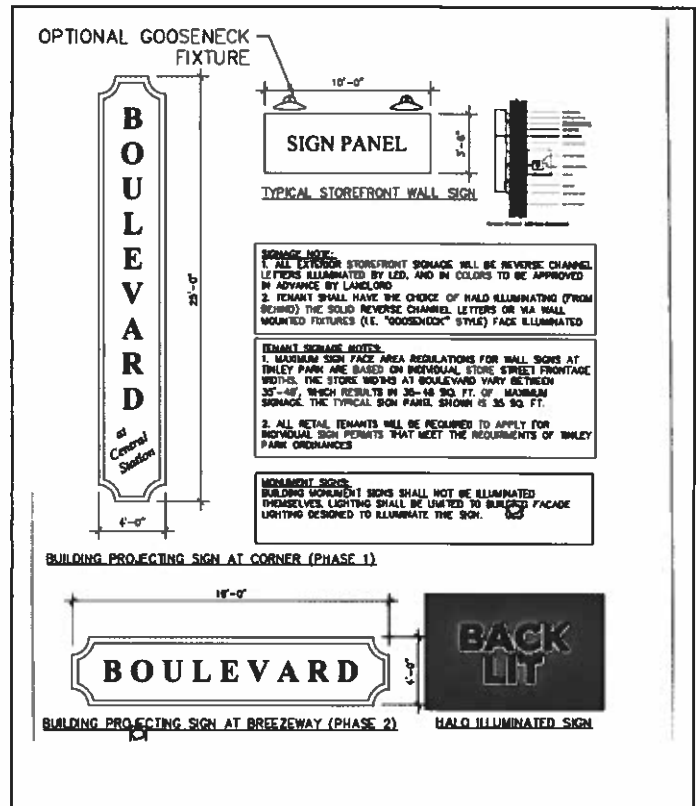 OPTIONAL GOOSENECK
FIXTURE
BOULEVARD
at
Central
Station
25'-0"
4'-0"
BUILDING PROJECTING SIGN AT CORNER (PHASE 1)
10'-0"
SIGN PANEL
3'-6"
TYPICAL STOREFRONT WALL SIGN
SIGNAGE NOTE:
1. ALL EXTERIOR STOREFRONT SIGNAGE WILL BE REVERSE CHANNEL
LETTERS ILLUMINATED BY LED, AND IN COLORS TO BE APPROVED
IN ADVANCE BY LANDLORD
2. TENANT SHALL HAVE THE CHOICE OF HALO ILLUMINATING (FROM
BEHIND) THE SOLID REVERSE CHANNEL LETTERS OR VIA WALL
MOUNTED FIXTURES (I.E. "GOOSENECK" STYLE) FACE ILLUMINATED
TENANT SIGNAGE NOTES:
1. MAXIMUM SIGN FACE AREA REGULATIONS FOR WALL SIGNS AT
TINLEY PARK ARE BASED ON INDIVIDUAL STORE STREET FRONTAGE
WIDTHS. THE STORE WIDTHS AT BOULEVARD VARY BETWEEN
35'-48', WHICH RESULTS IN 35-48 SQ. FT. OF MAXIMUM
SIGNAGE. THE TYPICAL SIGN PANEL SHOWN IS 35 SQ. FT.
2. ALL RETAIL TENANTS WILL BE REQUIRED TO APPLY FOR
INDIVIDUAL SIGN PERMITS THAT MEET THE REQUIRMENTS OF TINLEY
PARK ORDINANCES
MONUMENT SIGNS:
BUILDING MONUMENT SIGNS SHALL NOT BE ILLUMINATED
THEMSELVES. LIGHTING SHALL BE LIMITED TO BUILDING FACADE
LIGHTING DESIGNED TO ILLUMINATE THE SIGN.
BOULEVARD
4'-0"
BUILDING PROJECTING SIGN AT BREEZEWAY (PHASE 2)
BACK
LIT
HALO ILLUMINATED SIGN